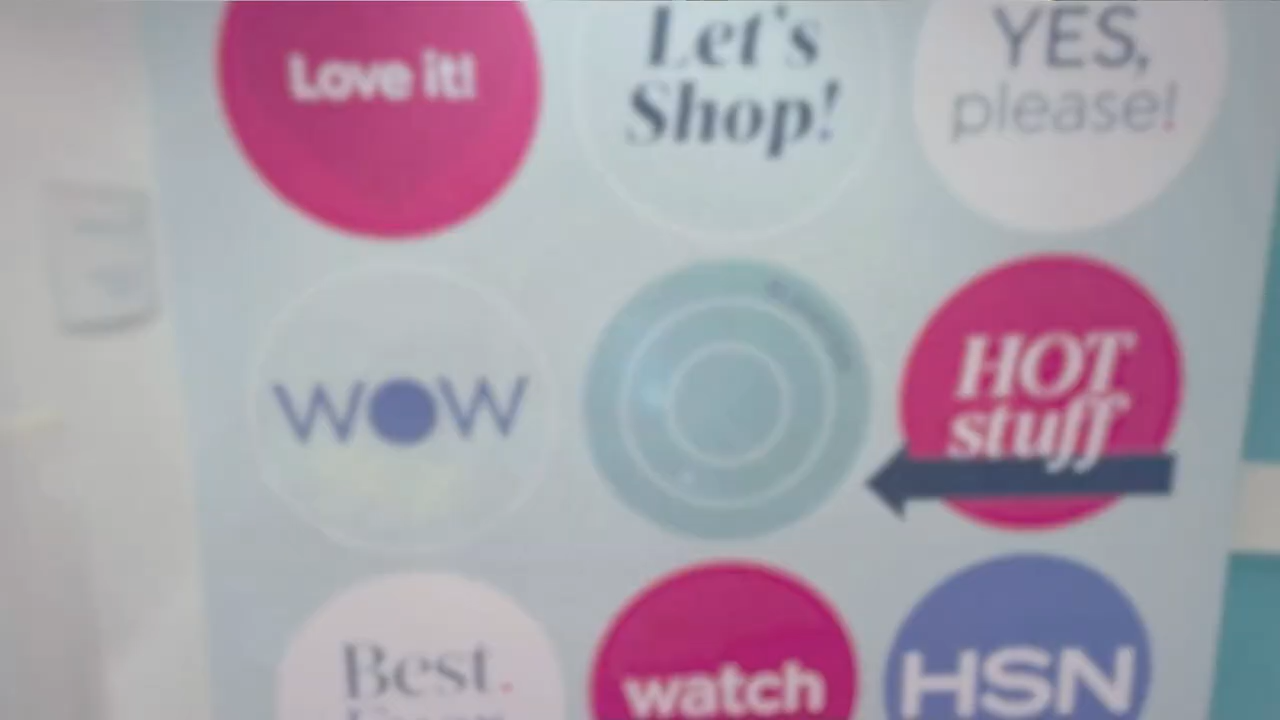 Love it!
Let's
Shop!
YES,
please!
WOW
HOT
stuff
Best.
watch
HSN